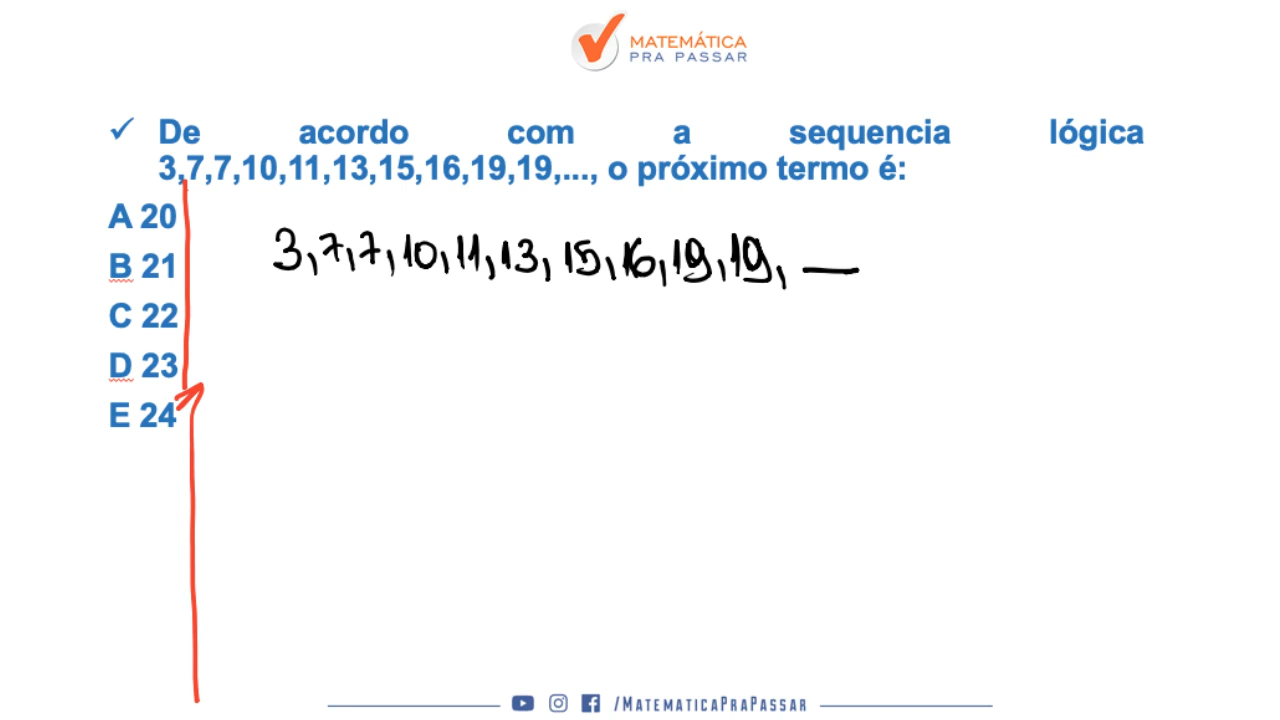 MATEMÁTICA
PRA PASSAR
✓ De acordo com a sequencia lógica
3,7,7,10,11,13,15,16,19,19,..., o próximo termo é:
A 20
3,7,7,10,11,13,15,16,19,19, __
B 21
C 22
D 23
E 24
/MATEMATICAPRAPASSAR